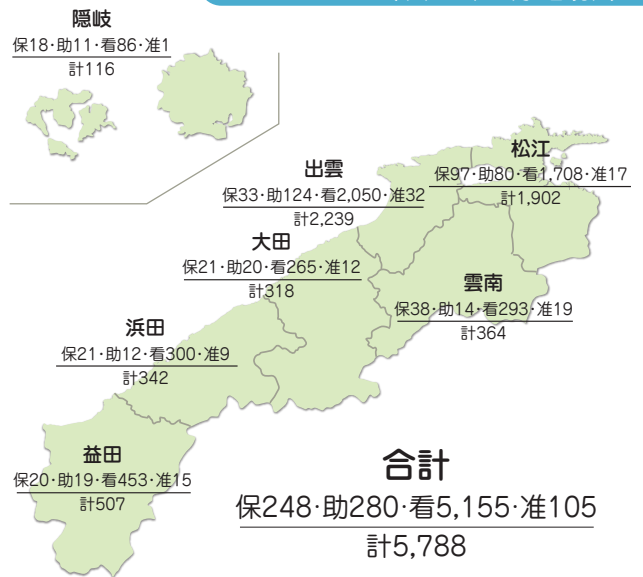 隠岐
保18·助11·看86·准1
計116
松江
保97·助80·看1,708·准17
計1,902
出雲
保33·助124·看2,050·准32
計2,239
大田
保21·助20·看265·准12
計318
雲南
保38·助14·看293·准19
計364
浜田
保21·助12·看300·准9
計342
益田
保20·助19·看453·准15
計507
合計
保248·助280·看5,155·准105
計5,788